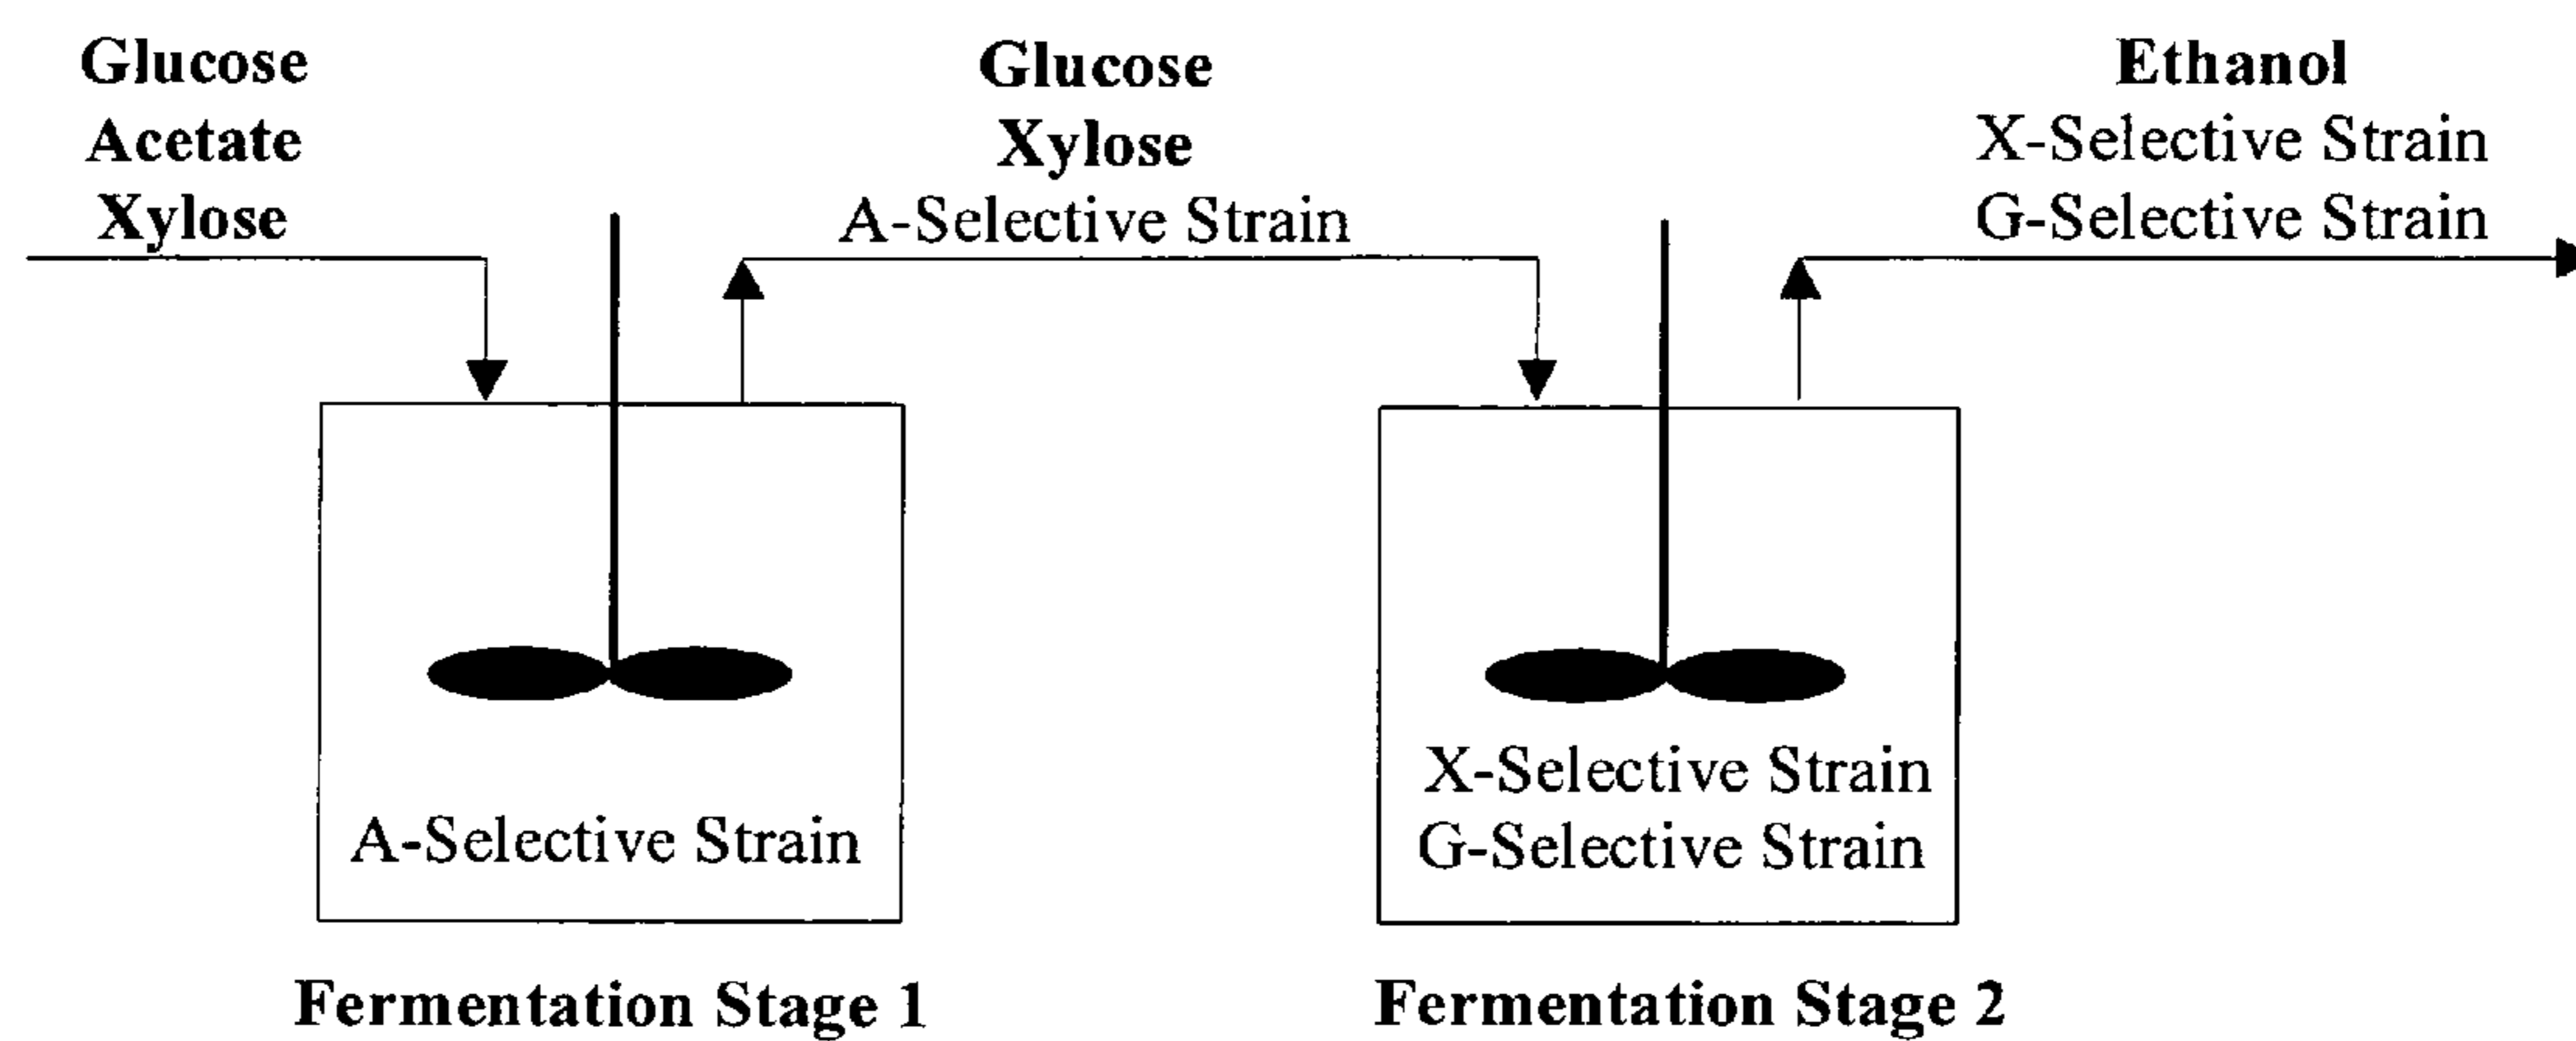 Glucose
Acetate
Xylose
Glucose
Xylose
A-Selective Strain
Ethanol
X-Selective Strain
G-Selective Strain
A-Selective Strain
X-Selective Strain
G-Selective Strain
Fermentation Stage 1
Fermentation Stage 2